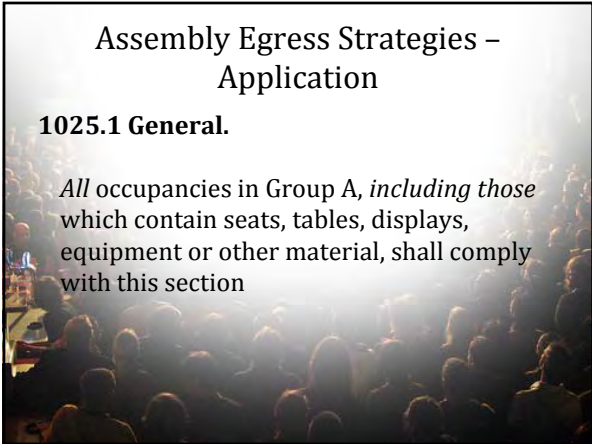 Assembly Egress Strategies –
Application
1025.1 General.
All occupancies in Group A, including those
which contain seats, tables, displays,
equipment or other material, shall comply
with this section